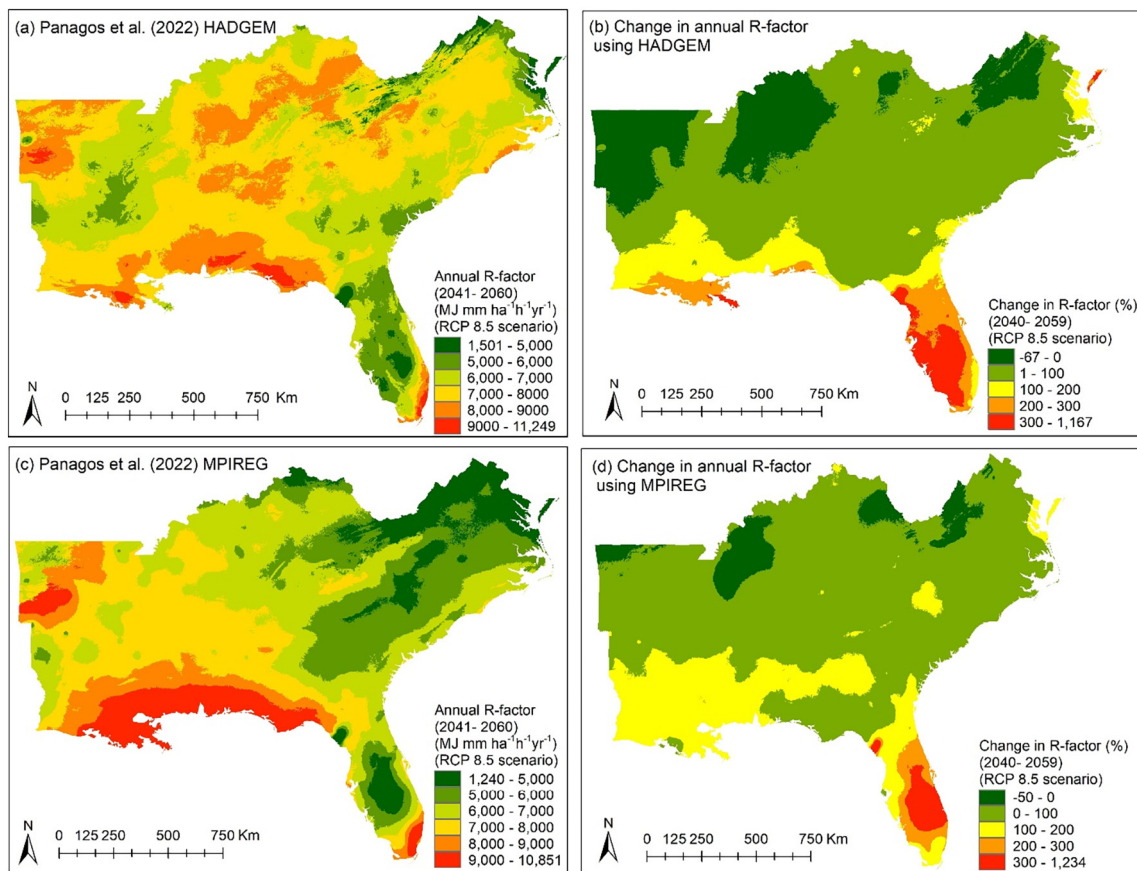 (a) Panagos et al. (2022) HADGEM
Annual R-factor
(2041- 2060)
(MJ mm ha⁻¹h⁻¹yr⁻¹)
(RCP 8.5 scenario)
1,501 - 5,000
5,000 - 6,000
6,000 - 7,000
7,000 - 8000
8,000 - 9000
9000 - 11,249
N
0 125 250 500 750 Km
(b) Change in annual R-factor
using HADGEM
Change in R-factor (%)
(2040- 2059)
(RCP 8.5 scenario)
-67 - 0
1 - 100
100 - 200
200 - 300
300 - 1,167
N
0 125 250 500 750 Km
(c) Panagos et al. (2022) MPIREG
Annual R-factor
(2041- 2060)
(MJ mm ha⁻¹h⁻¹yr⁻¹)
(RCP 8.5 scenario)
1,240 - 5,000
5,000 - 6,000
6,000 - 7,000
7,000 - 8,000
8,000 - 9,000
9,000 - 10,851
N
0 125 250 500 750 Km
(d) Change in annual R-factor
using MPIREG
Change in R-factor (%)
(2040- 2059)
(RCP 8.5 scenario)
-50 - 0
0 - 100
100 - 200
200 - 300
300 - 1,234
N
0 125 250 500 750 Km